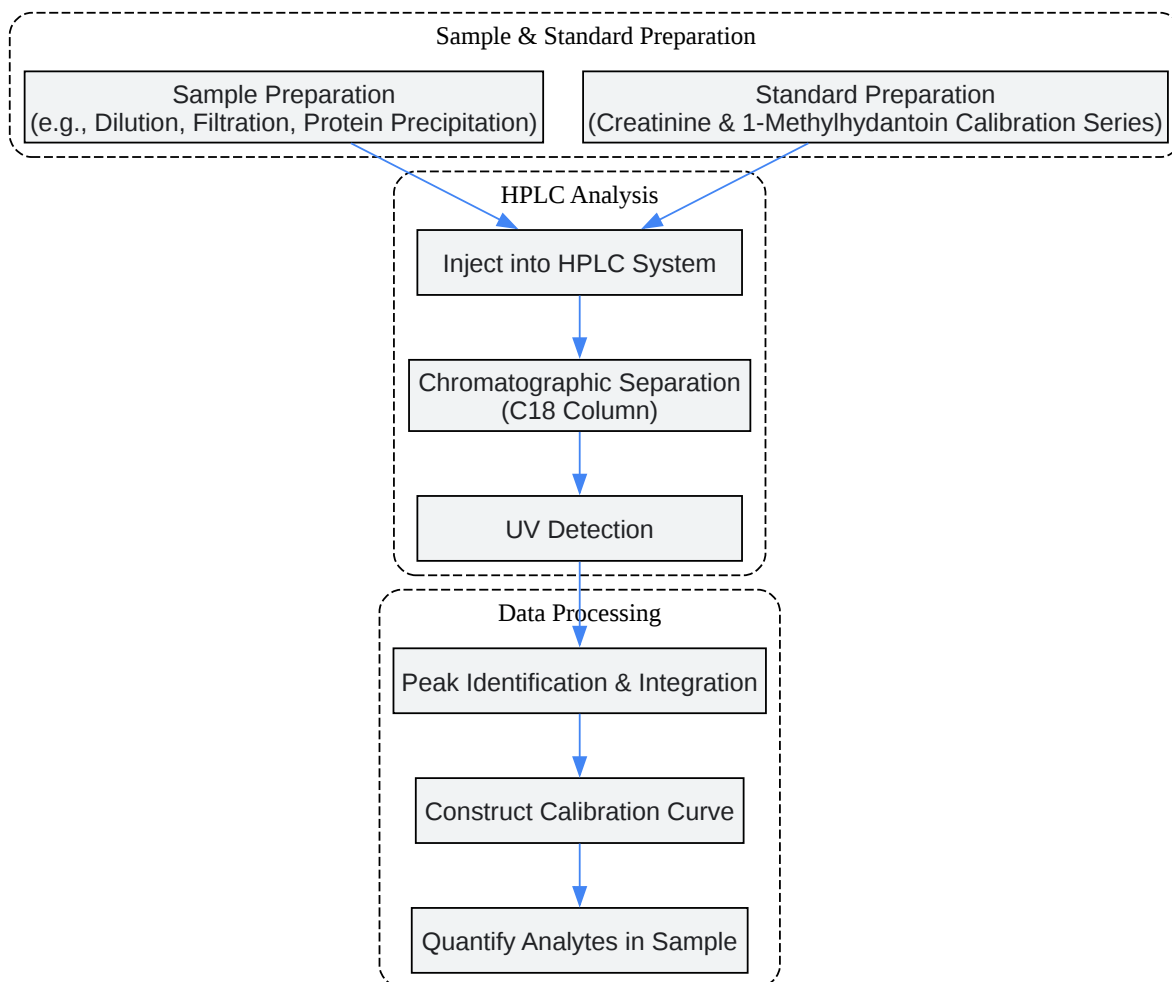 Sample & Standard Preparation
Sample Preparation
(e.g., Dilution, Filtration, Protein Precipitation)
Standard Preparation
(Creatinine & 1-Methylhydantoin Calibration Series)
HPLC Analysis
Inject into HPLC System
Chromatographic Separation
(C18 Column)
UV Detection
Data Processing
Peak Identification & Integration
Construct Calibration Curve
Quantify Analytes in Sample